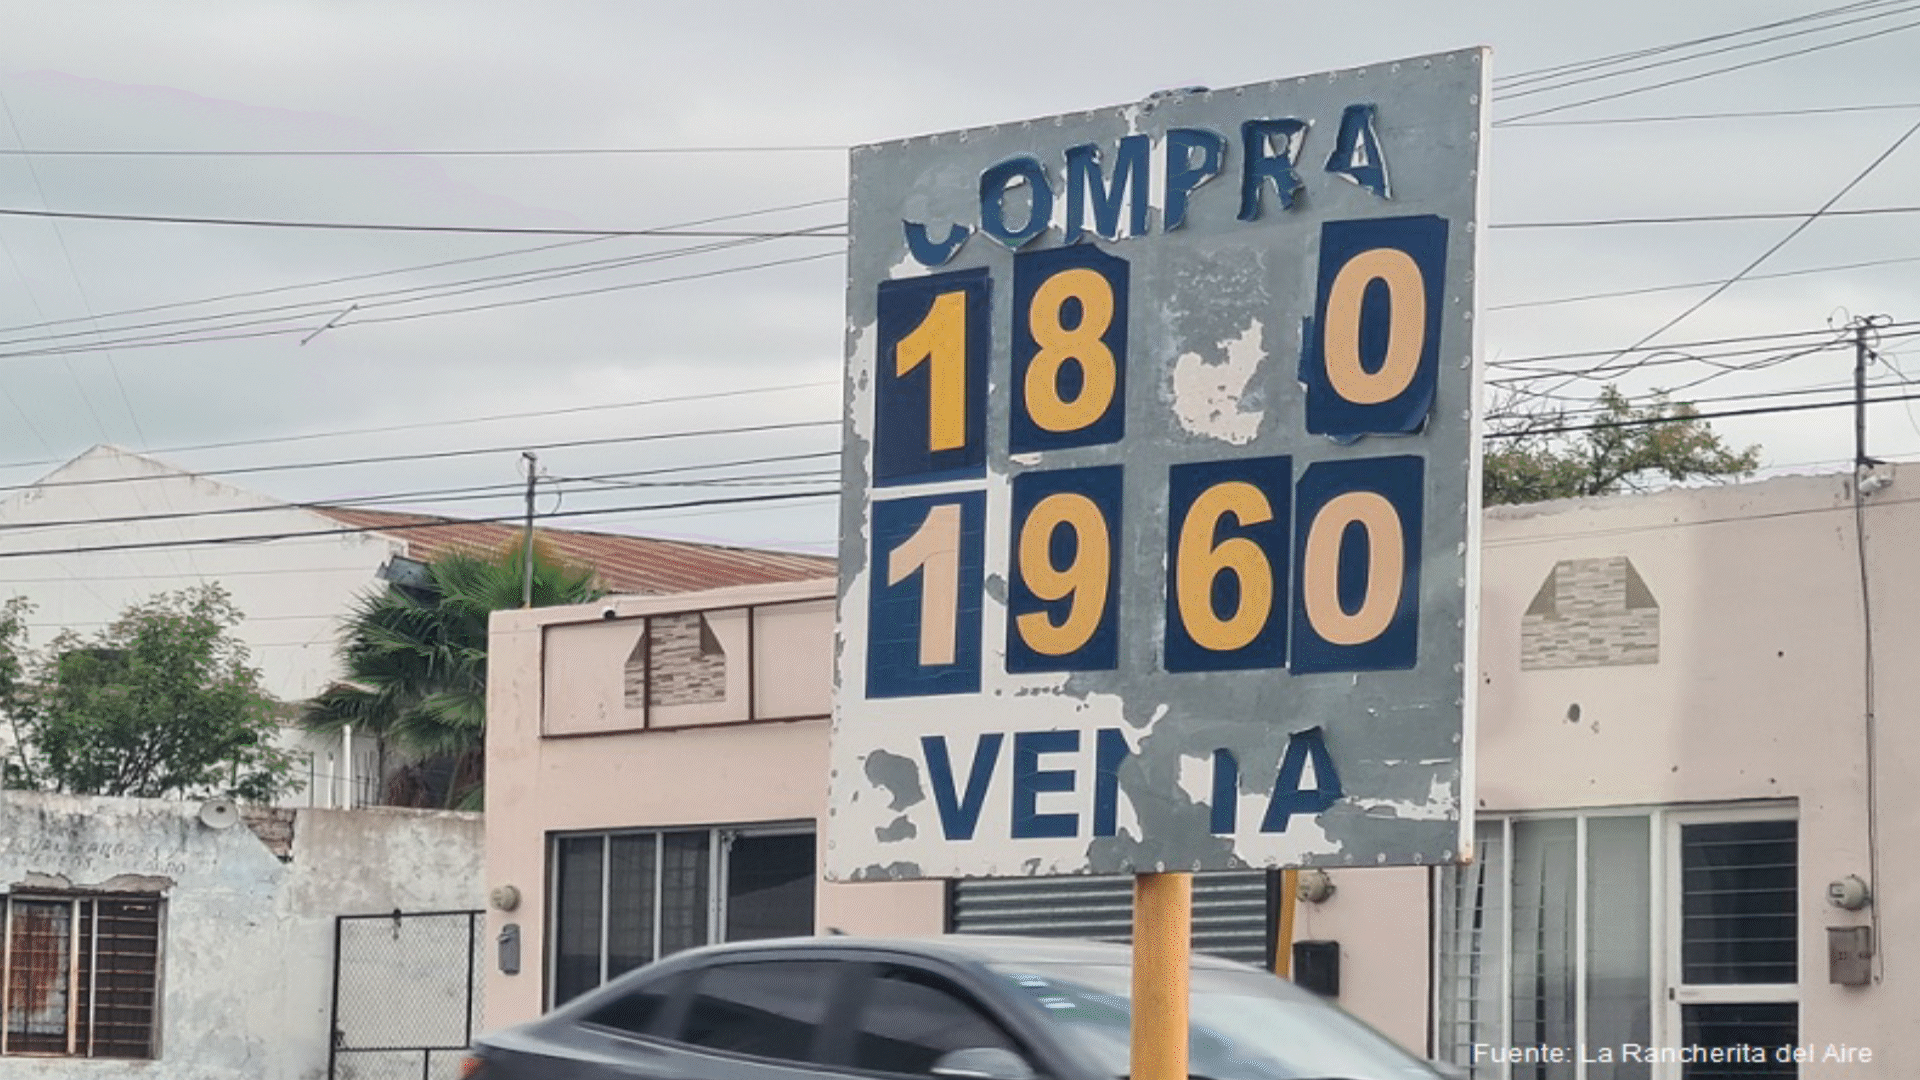 COMPRA
18 0
1960
VENTA
Fuente: La Rancherita del Aire